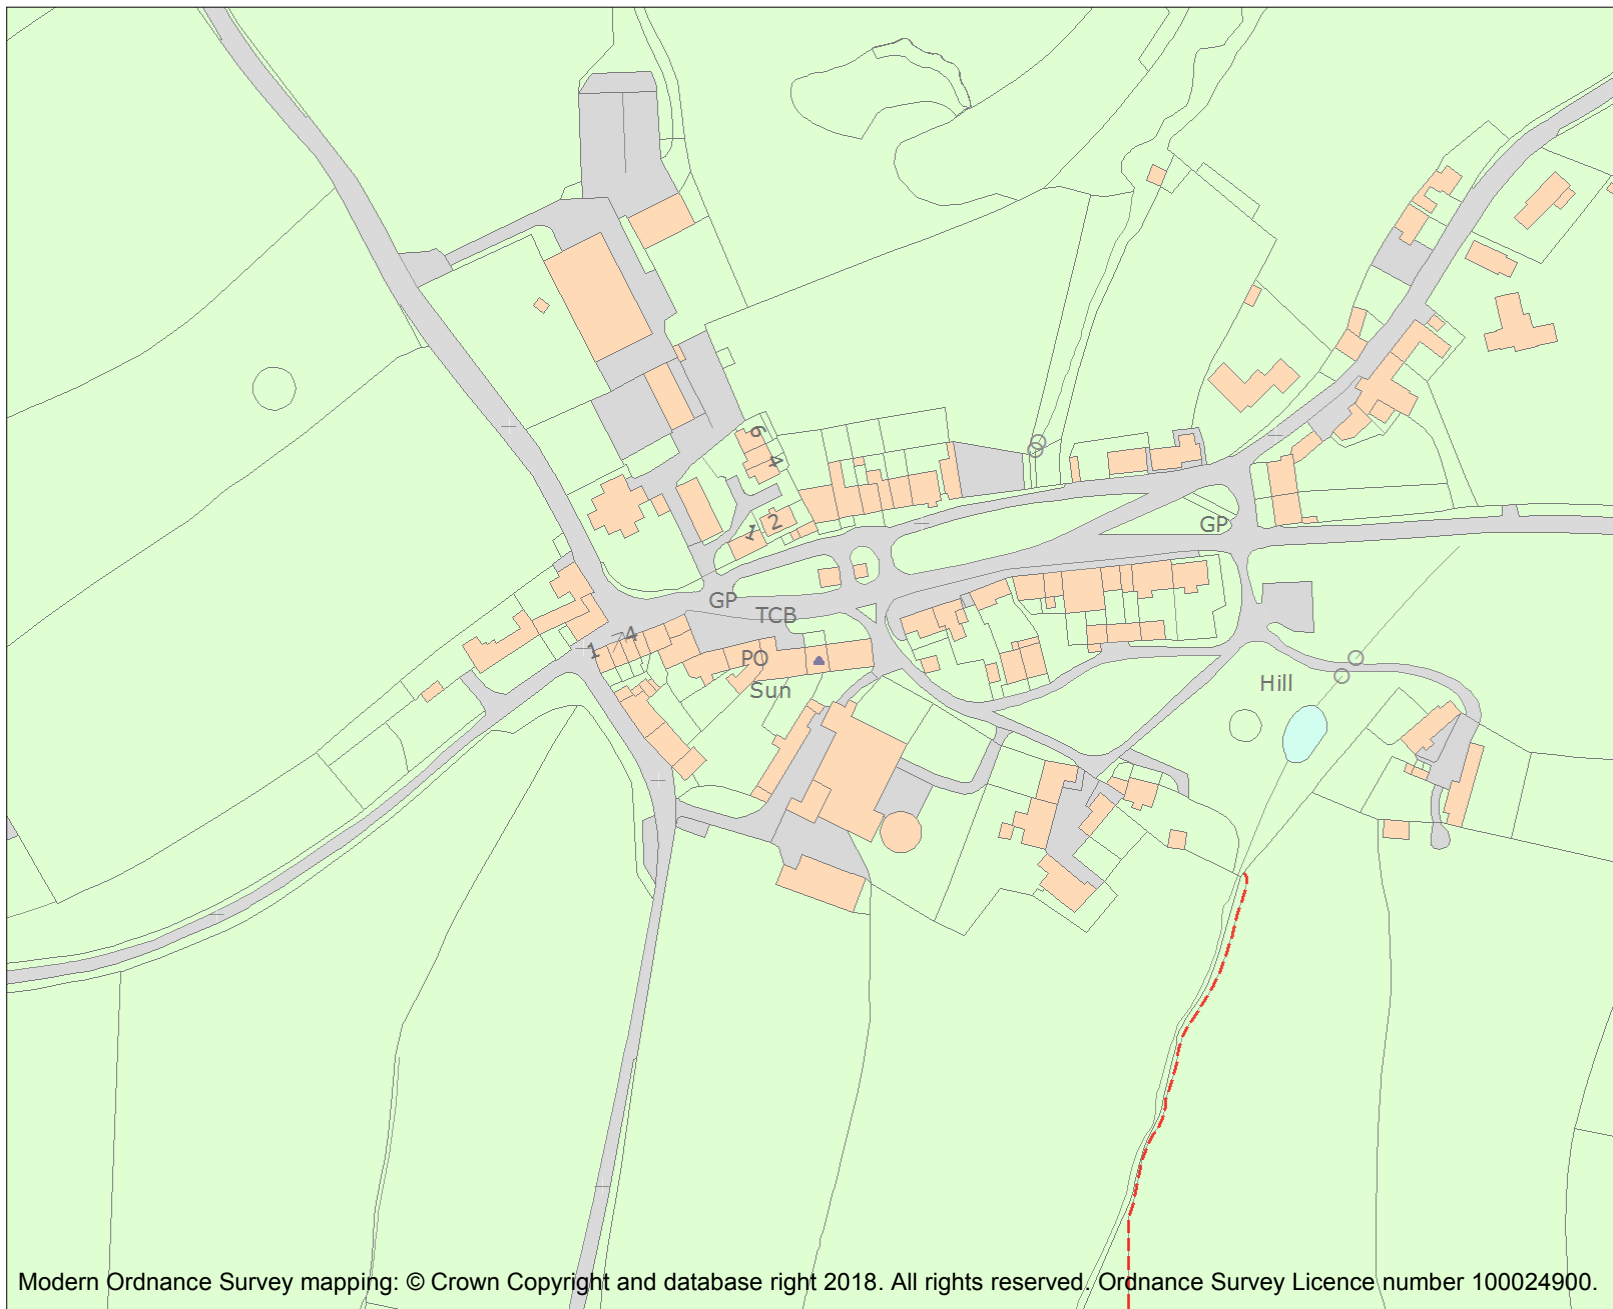 6
4
2
1
GP
GP
TCB
1
4
PO
Sun
Hill
Modern Ordnance Survey mapping: © Crown Copyright and database right 2018. All rights reserved. Ordnance Survey Licence number 100024900.